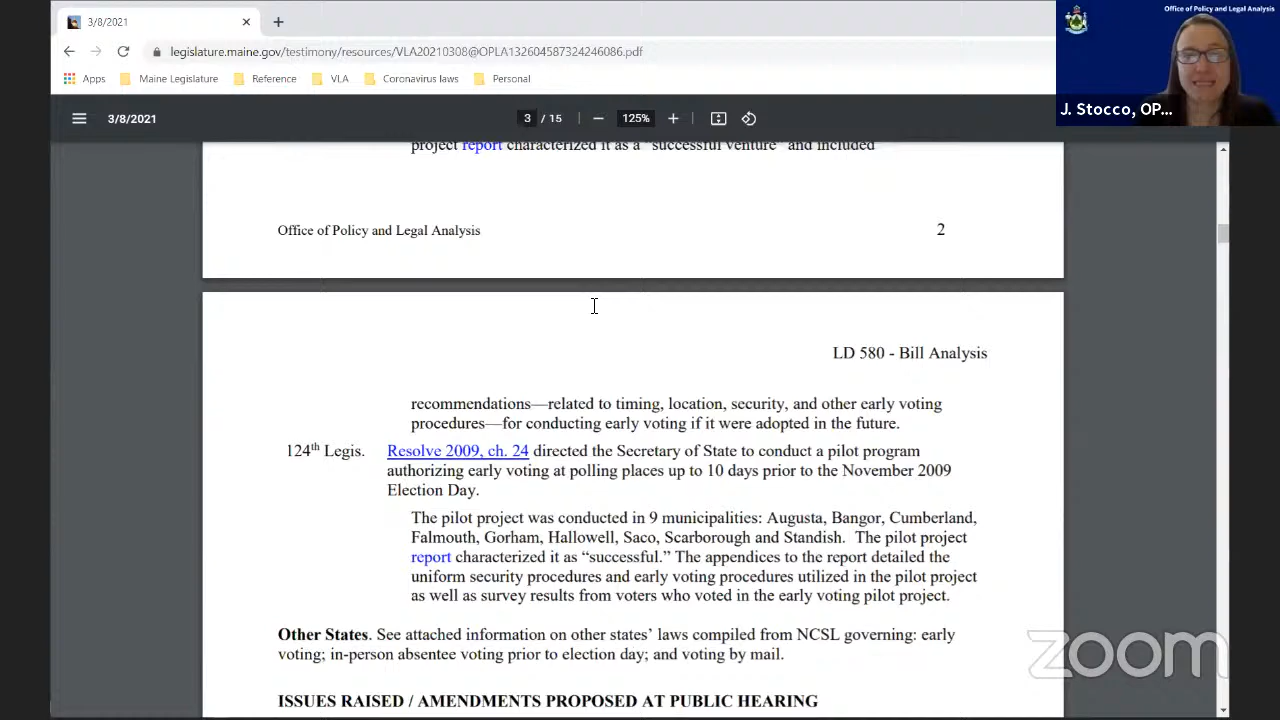 3/8/2021
Office of Policy and Legal Analysis
legislature.maine.gov/testimony/resources/VLA20210308@OPLA132604587324246086.pdf
Apps Maine Legislature Reference VLA Coronavirus laws Personal
J. Stocco, OP...
3/8/2021 3 / 15 125%
project report characterized it as a "successful venture" and included
Office of Policy and Legal Analysis 2
LD 580 - Bill Analysis
recommendations—related to timing, location, security, and other early voting
procedures—for conducting early voting if it were adopted in the future.
124th Legis. Resolve 2009, ch. 24 directed the Secretary of State to conduct a pilot program
authorizing early voting at polling places up to 10 days prior to the November 2009
Election Day.
The pilot project was conducted in 9 municipalities: Augusta, Bangor, Cumberland,
Falmouth, Gorham, Hallowell, Saco, Scarborough and Standish. The pilot project
report characterized it as “successful.” The appendices to the report detailed the
uniform security procedures and early voting procedures utilized in the pilot project
as well as survey results from voters who voted in the early voting pilot project.
Other States. See attached information on other states’ laws compiled from NCSL governing: early
voting; in-person absentee voting prior to election day; and voting by mail.
zoom
ISSUES RAISED / AMENDMENTS PROPOSED AT PUBLIC HEARING